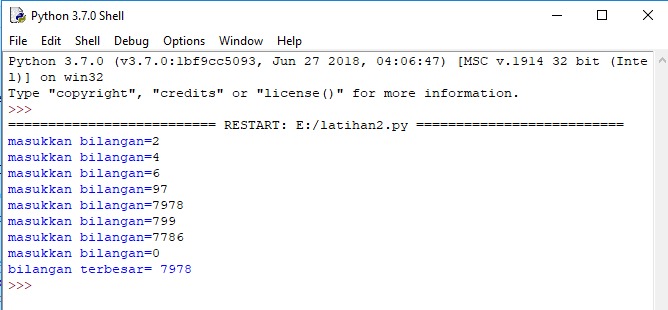 Python 3.7.0 Shell
File Edit Shell Debug Options Window Help
Python 3.7.0 (v3.7.0:1bf9cc5093, Jun 27 2018, 04:06:47) [MSC v.1914 32 bit (Inte
l)] on win32
Type "copyright", "credits" or "license()" for more information.
>>>
========================== RESTART: E:/latihan2.py ==========================
masukkan bilangan=2
masukkan bilangan=4
masukkan bilangan=6
masukkan bilangan=97
masukkan bilangan=7978
masukkan bilangan=799
masukkan bilangan=7786
masukkan bilangan=0
bilangan terbesar= 7978
>>>